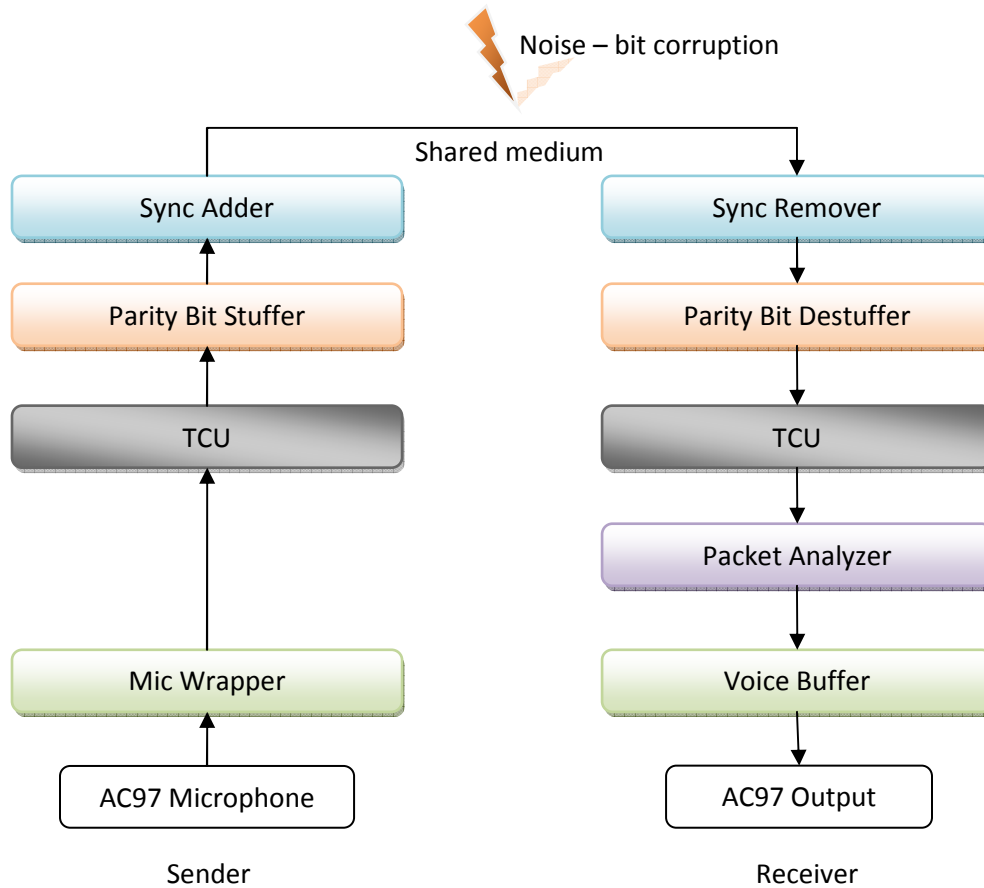 Noise – bit corruption
Shared medium
Sync Adder
Sync Remover
Parity Bit Stuffer
Parity Bit Destuffer
TCU
TCU
Packet Analyzer
Mic Wrapper
Voice Buffer
AC97 Microphone
AC97 Output
Sender
Receiver